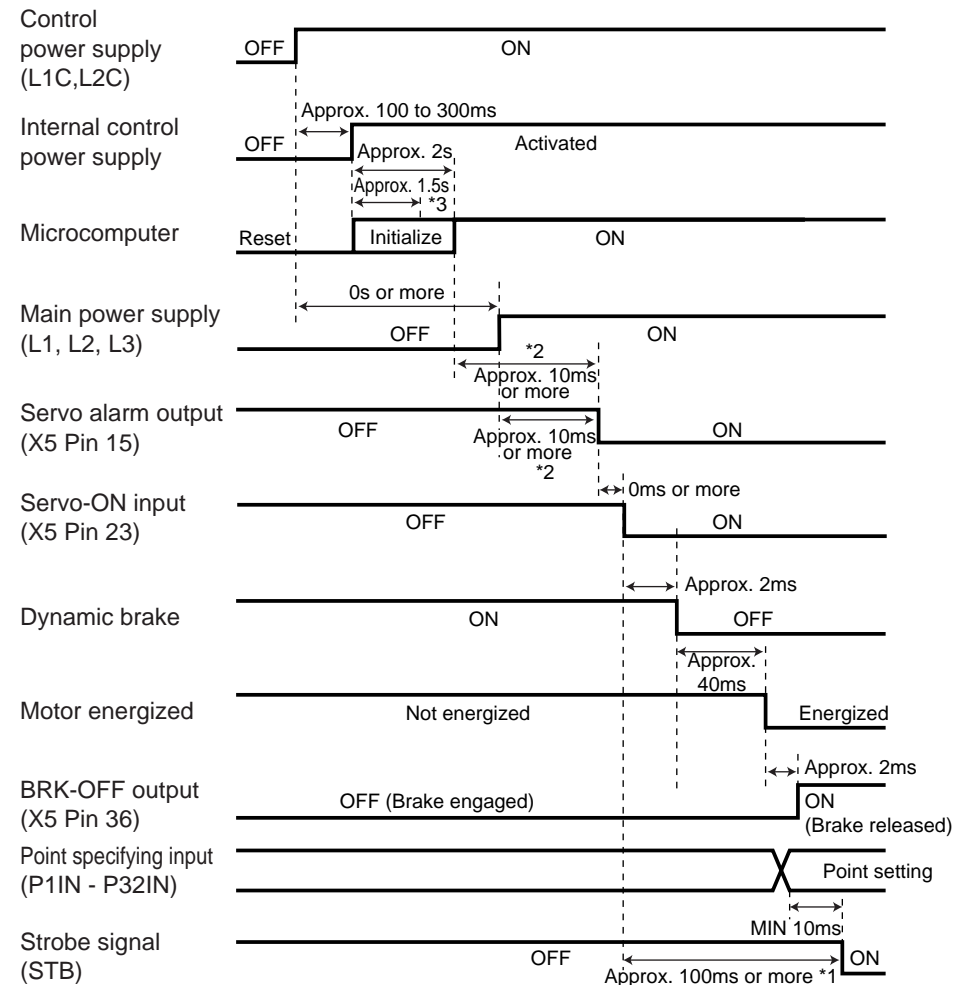 Control
power supply
(L1C,L2C)
OFF
ON
Approx. 100 to 300ms
Internal control
power supply
OFF
Activated
Approx. 2s
Approx. 1.5s
*3
Microcomputer
Reset
Initialize
ON
0s or more
Main power supply
(L1, L2, L3)
OFF
ON
*2
Approx. 10ms
or more
Servo alarm output
(X5 Pin 15)
OFF
Approx. 10ms
or more
*2
ON
0ms or more
Servo-ON input
(X5 Pin 23)
OFF
ON
Approx. 2ms
Dynamic brake
ON
OFF
Approx.
40ms
Motor energized
Not energized
Energized
Approx. 2ms
BRK-OFF output
(X5 Pin 36)
OFF (Brake engaged)
ON
(Brake released)
Point specifying input
(P1IN - P32IN)
Point setting
MIN 10ms
Strobe signal
(STB)
OFF
ON
Approx. 100ms or more *1